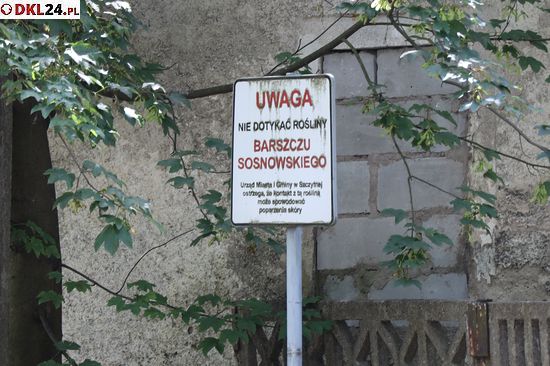 DKL24.PL
UWAGA
NIE DOTYKAĆ ROŚLINY
BARSZCZU
SOSNOWSKIEGO
Urząd Miasta i Gminy w Szczytnej
ostrzega, że kontakt z tą rośliną
może spowodować
poparzenie skóry